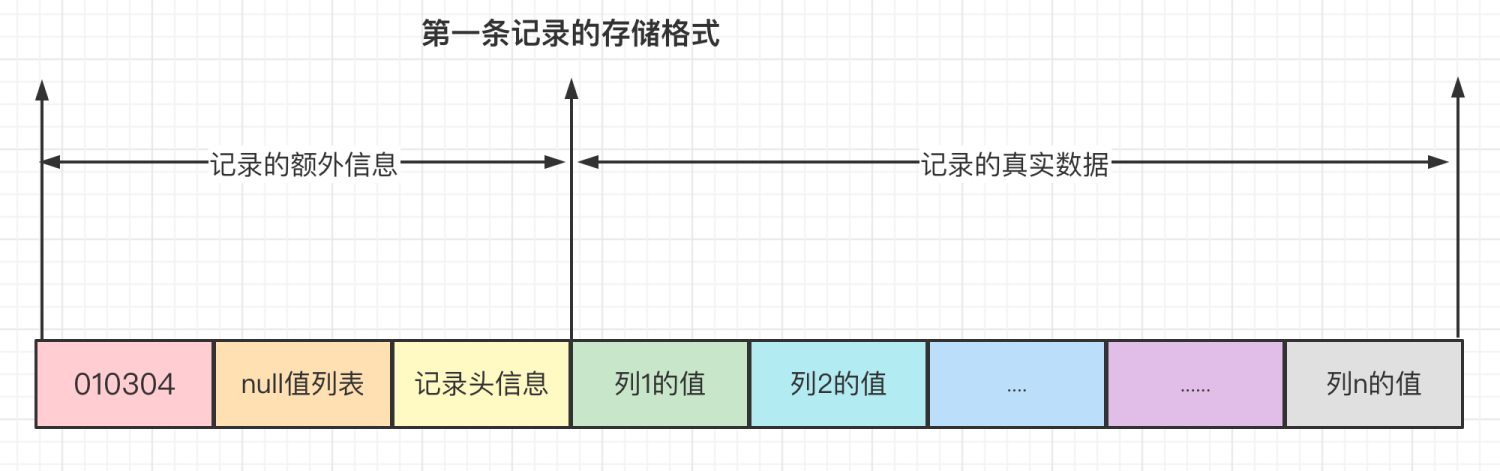 第一条记录的存储格式
记录的额外信息
记录的真实数据
010304
null值列表
记录头信息
列1的值
列2的值
....
......
列n的值